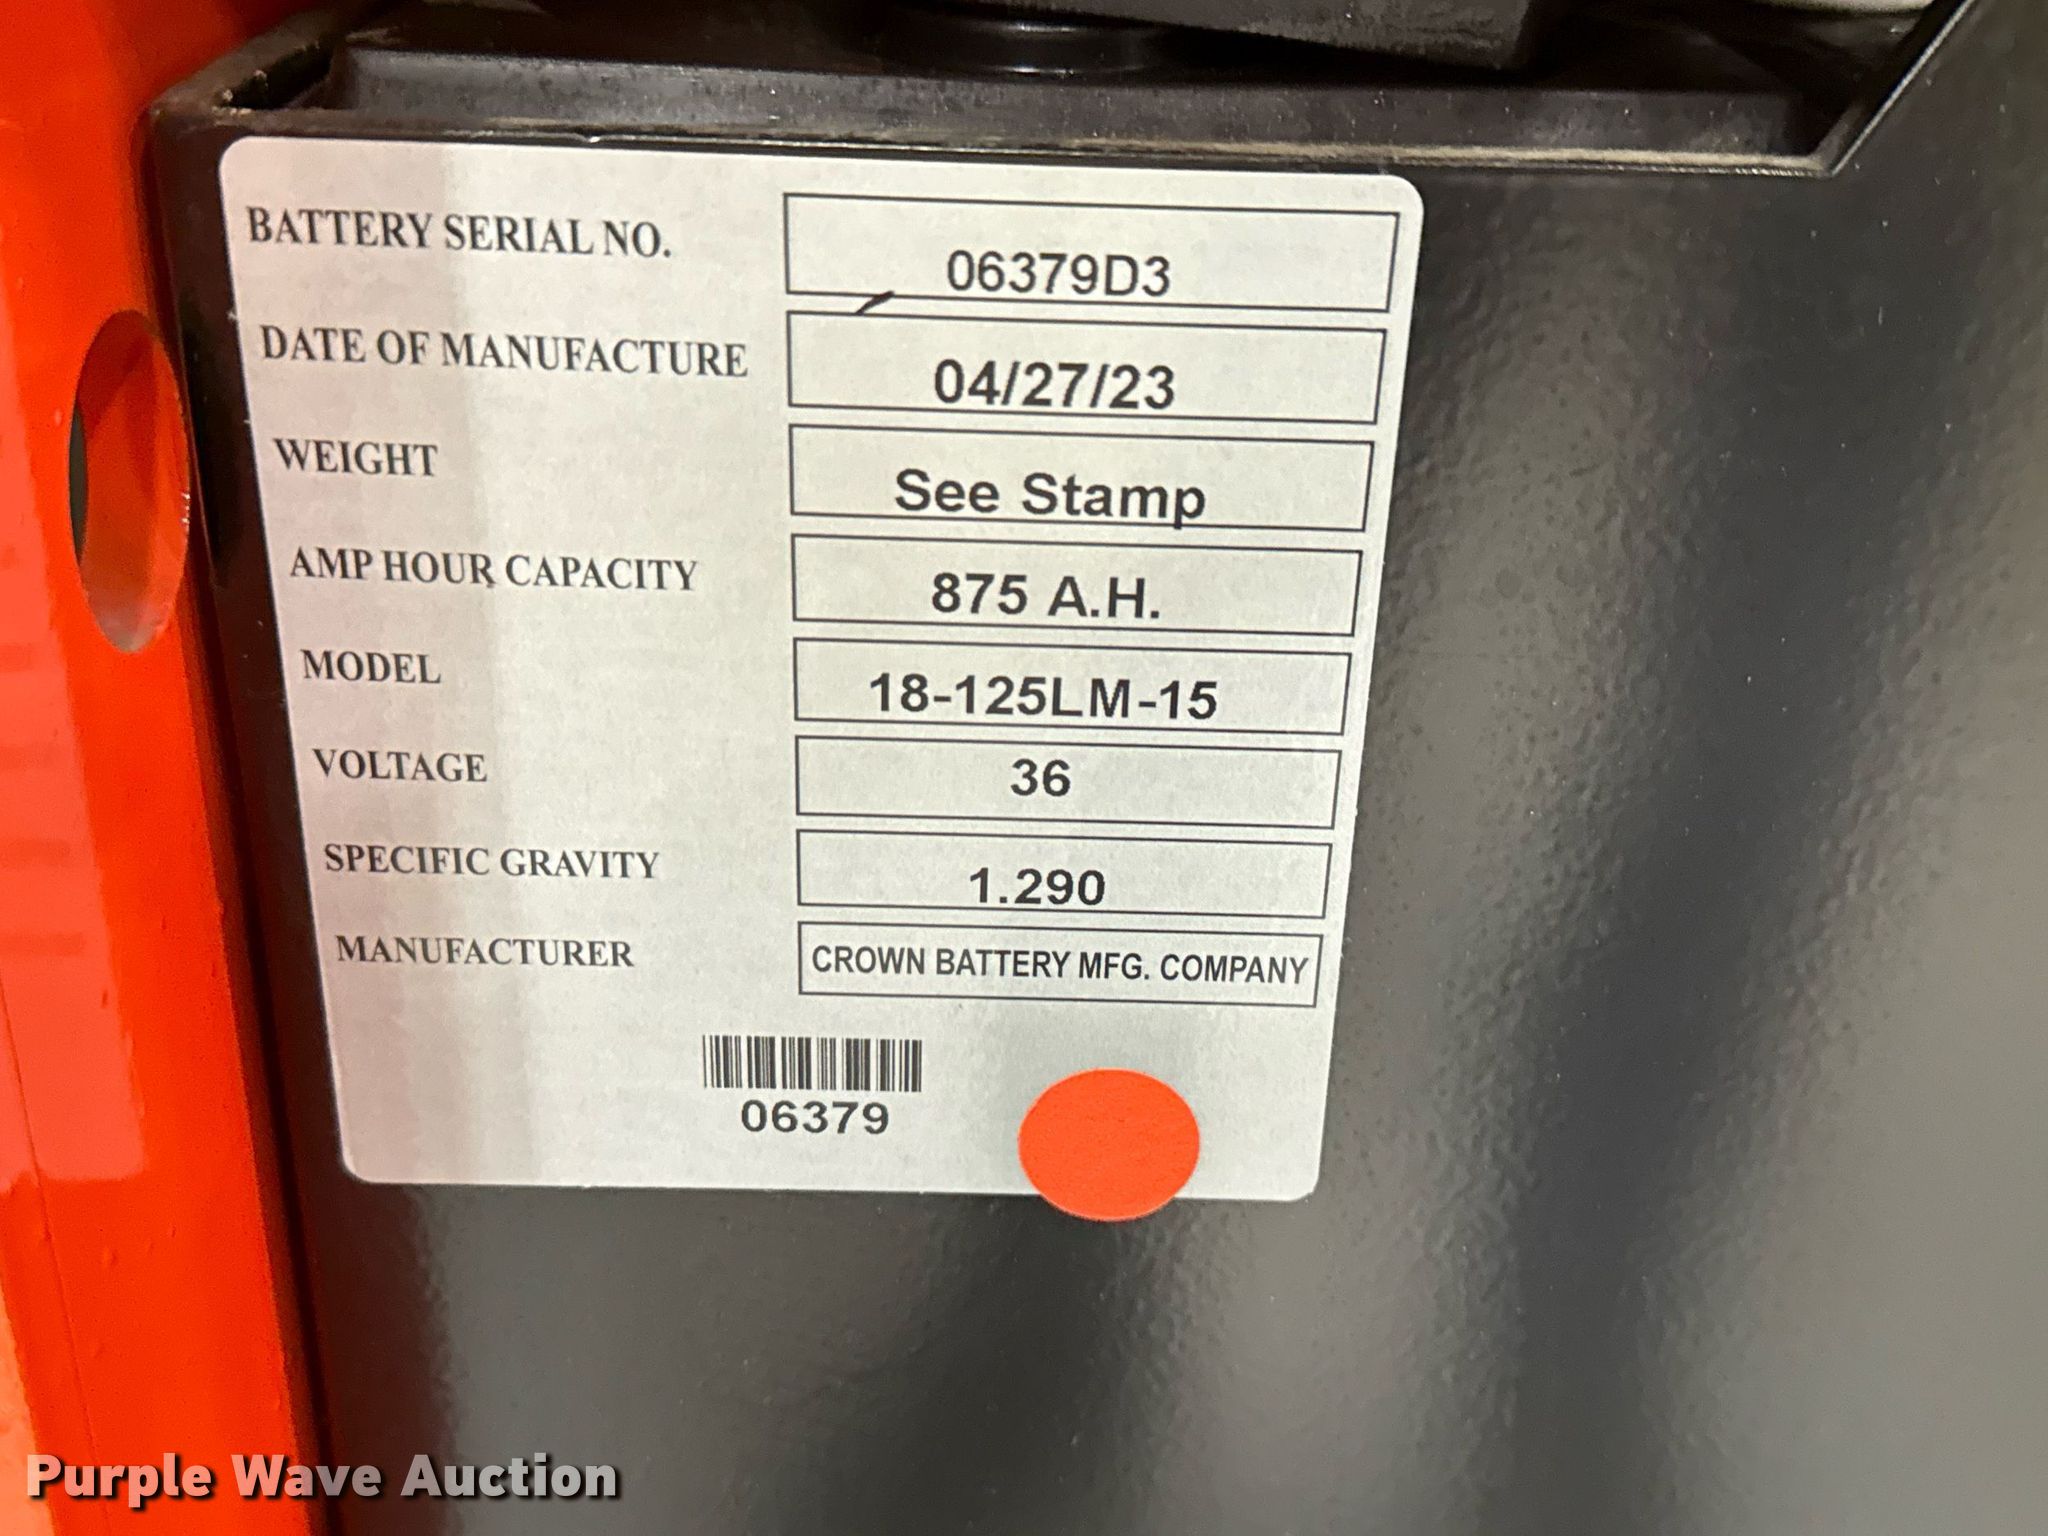 BATTERY SERIAL NO. 06379D3
DATE OF MANUFACTURE 04/27/23
WEIGHT See Stamp
AMP HOUR CAPACITY 875 A.H.
MODEL 18-125LM-15
VOLTAGE 36
SPECIFIC GRAVITY 1.290
MANUFACTURER CROWN BATTERY MFG. COMPANY
06379
Purple Wave Auction